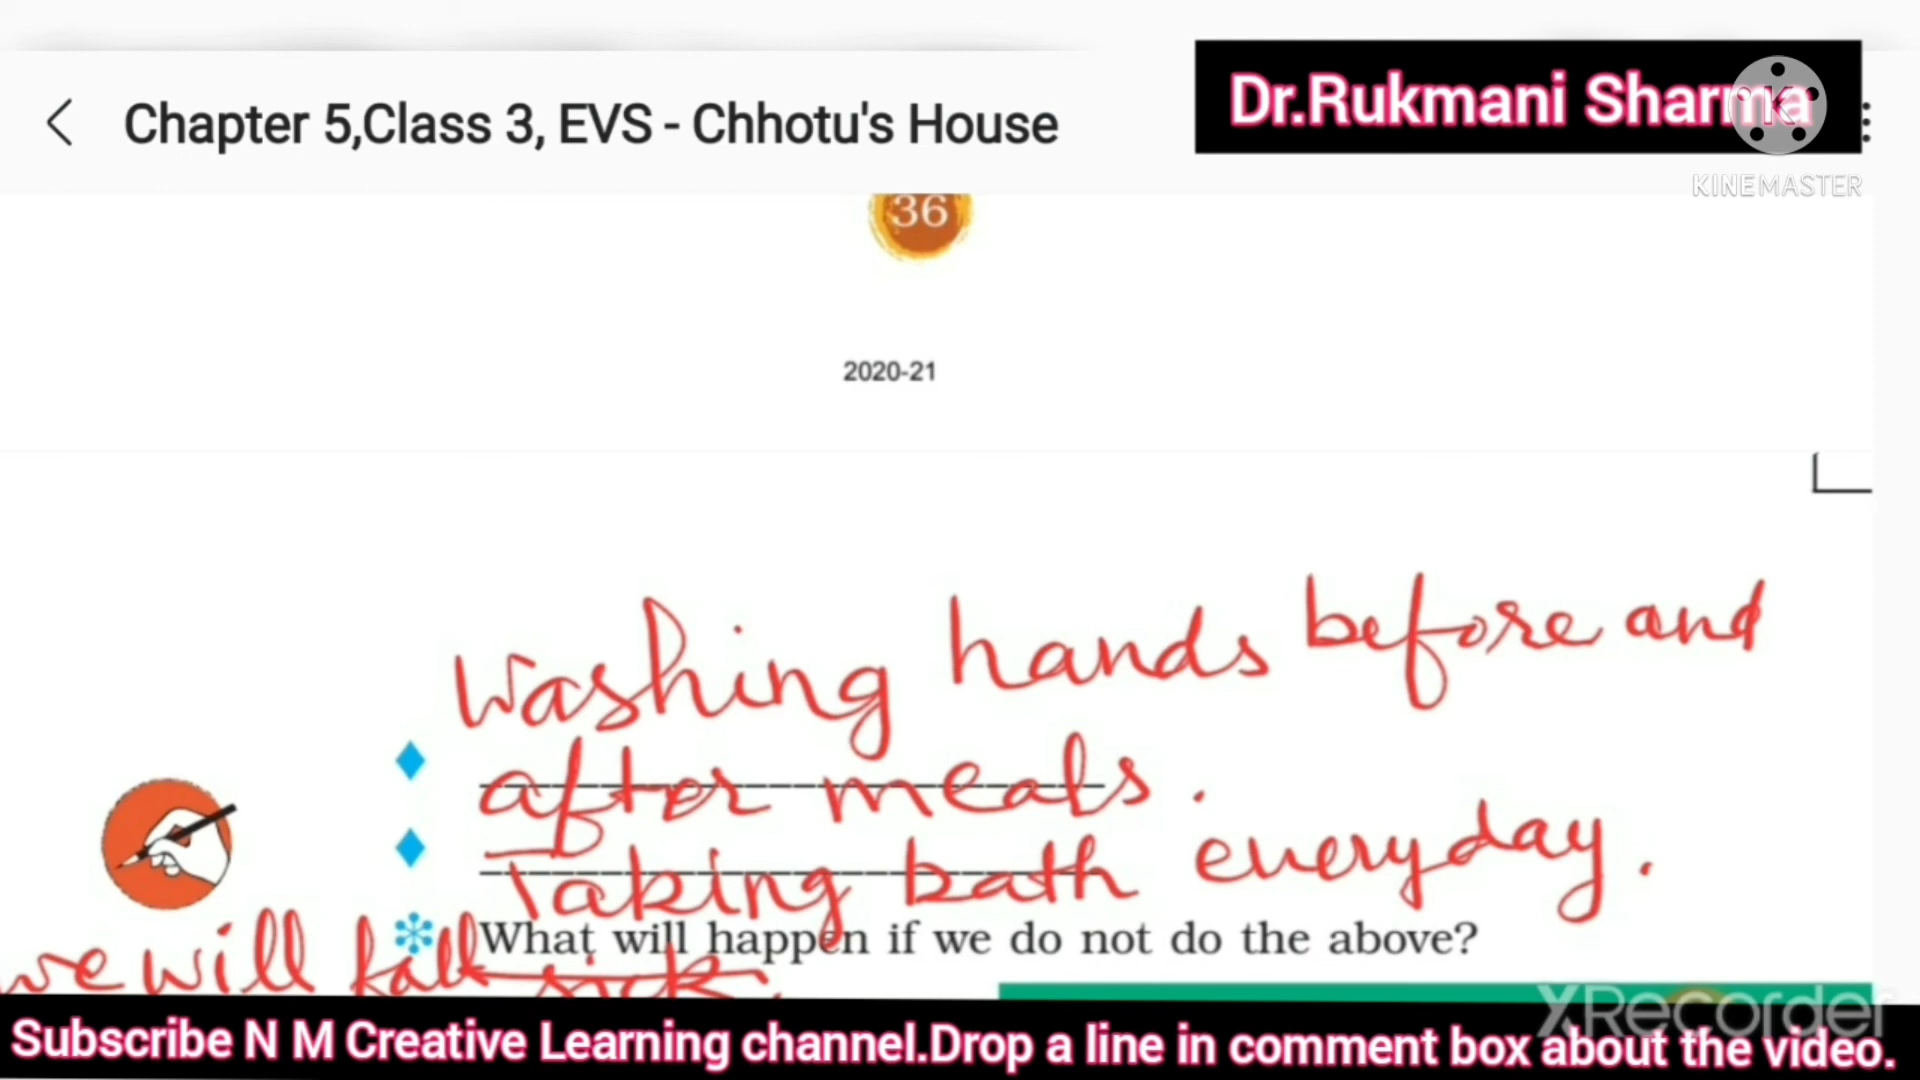 Chapter 5,Class 3, EVS - Chhotu's House
Dr.Rukmani Sharma
KINEMASTER
36
2020-21
Washing hands before and
after meals.
Taking bath everyday.
What will happen if we do not do the above?
we will fall sick.
XRecorder
Subscribe N M Creative Learning channel.Drop a line in comment box about the video.